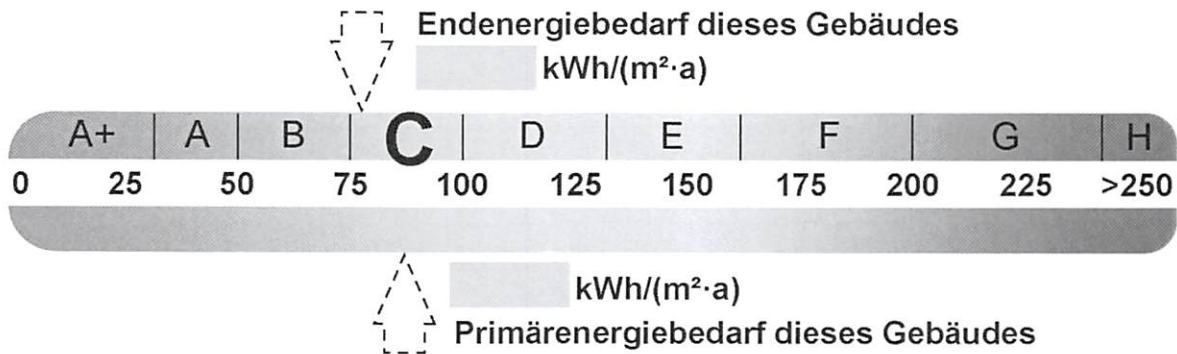 Endenergiebedarf dieses Gebäudes
kWh/(m²·a)
A+ A B C D E F G H
0 25 50 75 100 125 150 175 200 225 >250
kWh/(m²·a)
Primärenergiebedarf dieses Gebäudes